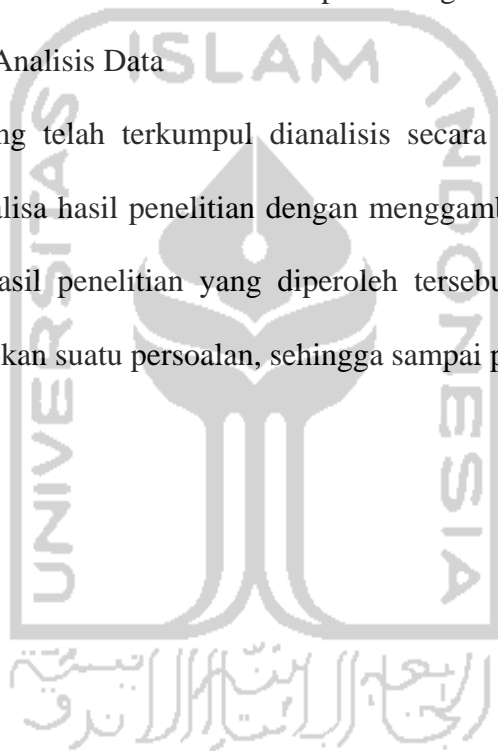 Analisis Data
ng telah terkumpul dianalisis secara
alisa hasil penelitian dengan menggamb
asil penelitian yang diperoleh tersebu
kan suatu persoalan, sehingga sampai p
ISLAM
UNIVERSITAS
INDONESIA